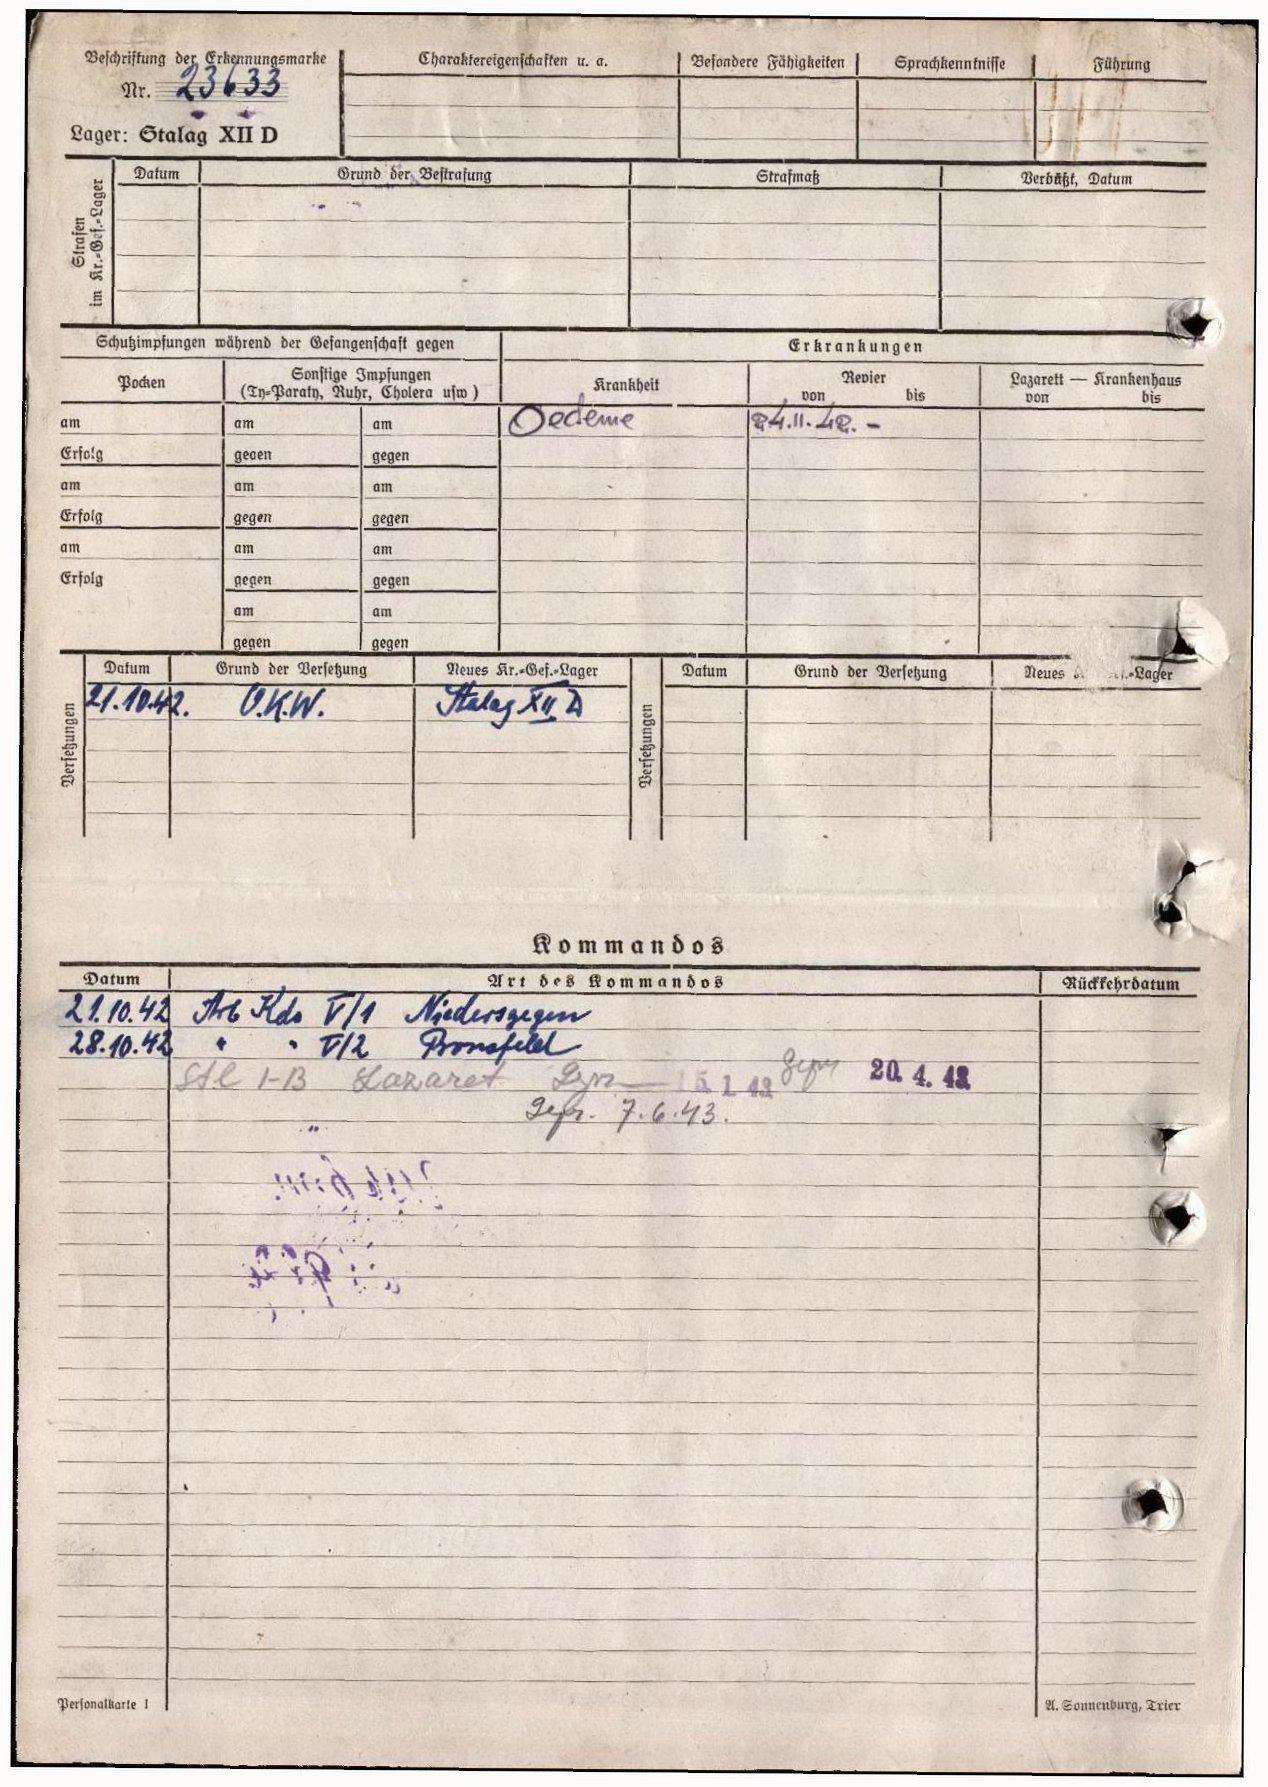 Beschriftung der Erkennungsmarke
Nr. 23633
Lager: Stalag XII D
Charaktereigenschaften u. a.
Besondere Fähigkeiten
Sprachkenntnisse
Führung
Strafen
im Kr.-Gef.-Lager
Datum
Grund der Bestrafung
Strafmaß
Verbüßt, Datum
Schutzimpfungen während der Gefangenschaft gegen
Erkrankungen
Pocken
Sonstige Impfungen
(Ty-Paraty, Ruhr, Cholera usw)
Krankheit
Revier
von bis
Lazarett — Krankenhaus
von bis
am am am Oedeme 24.11.42. -
Erfolg gegen gegen
am am am
Erfolg gegen gegen
am am am
Erfolg gegen gegen
am am
gegen gegen
Versetzungen
Datum Grund der Versetzung Neues Kr.-Gef.-Lager
21.10.42. O.K.W. Stalag XII D
Versetzungen
Datum Grund der Versetzung Neues -Lager
Kommandos
Datum Art des Kommandos Rückkehrdatum
21.10.42 Arb Kdo V/1 Niedersgegen
28.10.42 " " V/2 Pronsfeld
Lazaret 20. 4. 43
Gepr. 7.6.43.
Personalkarte I
A. Sonnenburg, Trier